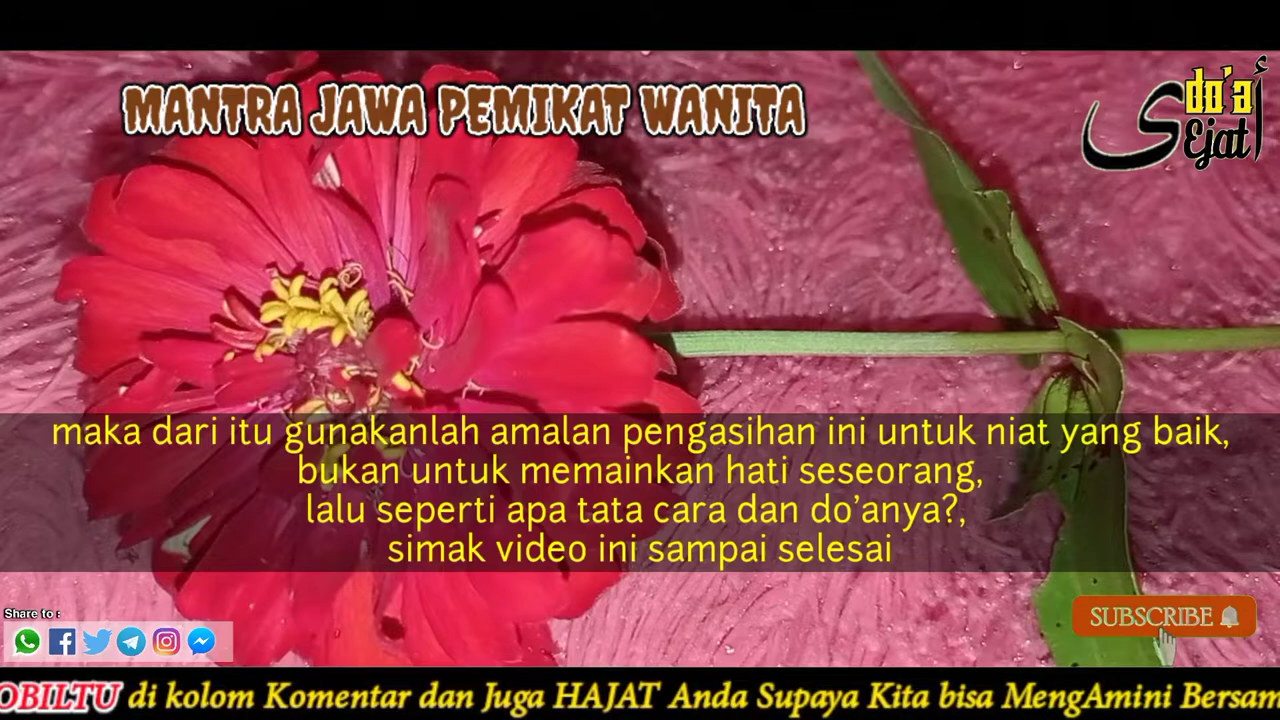 MANTRA JAWA PEMIKAT WANITA
do'a
Ejat
أ
ى
maka dari itu gunakanlah amalan pengasihan ini untuk niat yang baik,
bukan untuk memainkan hati seseorang,
lalu seperti apa tata cara dan do'anya?,
simak video ini sampai selesai
SUBSCRIBE
Share to :
OBILTU di kolom Komentar dan Juga HAJAT Anda Supaya Kita bisa MengAmini Bersam